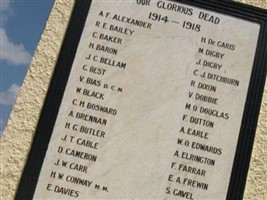 OUR GLORIOUS DEAD
1914-1918
A. F. ALEXANDER
R. E. BAILEY
C. BAKER
H. BARON
J. C. BELLAM
G. BEST
V. BIAS D.C.M.
W. BLACK
C. H. BOSWARD
A. BRENNAN
H. G. BUTLER
J. T. CABLE
D. CAMERON
J. W. CARR
H. W. CONWAY M.M.
E. DAVIES
H. DE GARIS
M. DIGBY
J. DIGBY
C. J. DITCHBURN
R. DIXON
V. DOBBIE
M. O. DOUGLAS
F. DUTTON
A. EARLE
W. O. EDWARDS
A. ELRINGTON
F. FARRAR
E. A. FREWIN
S. GAVEL